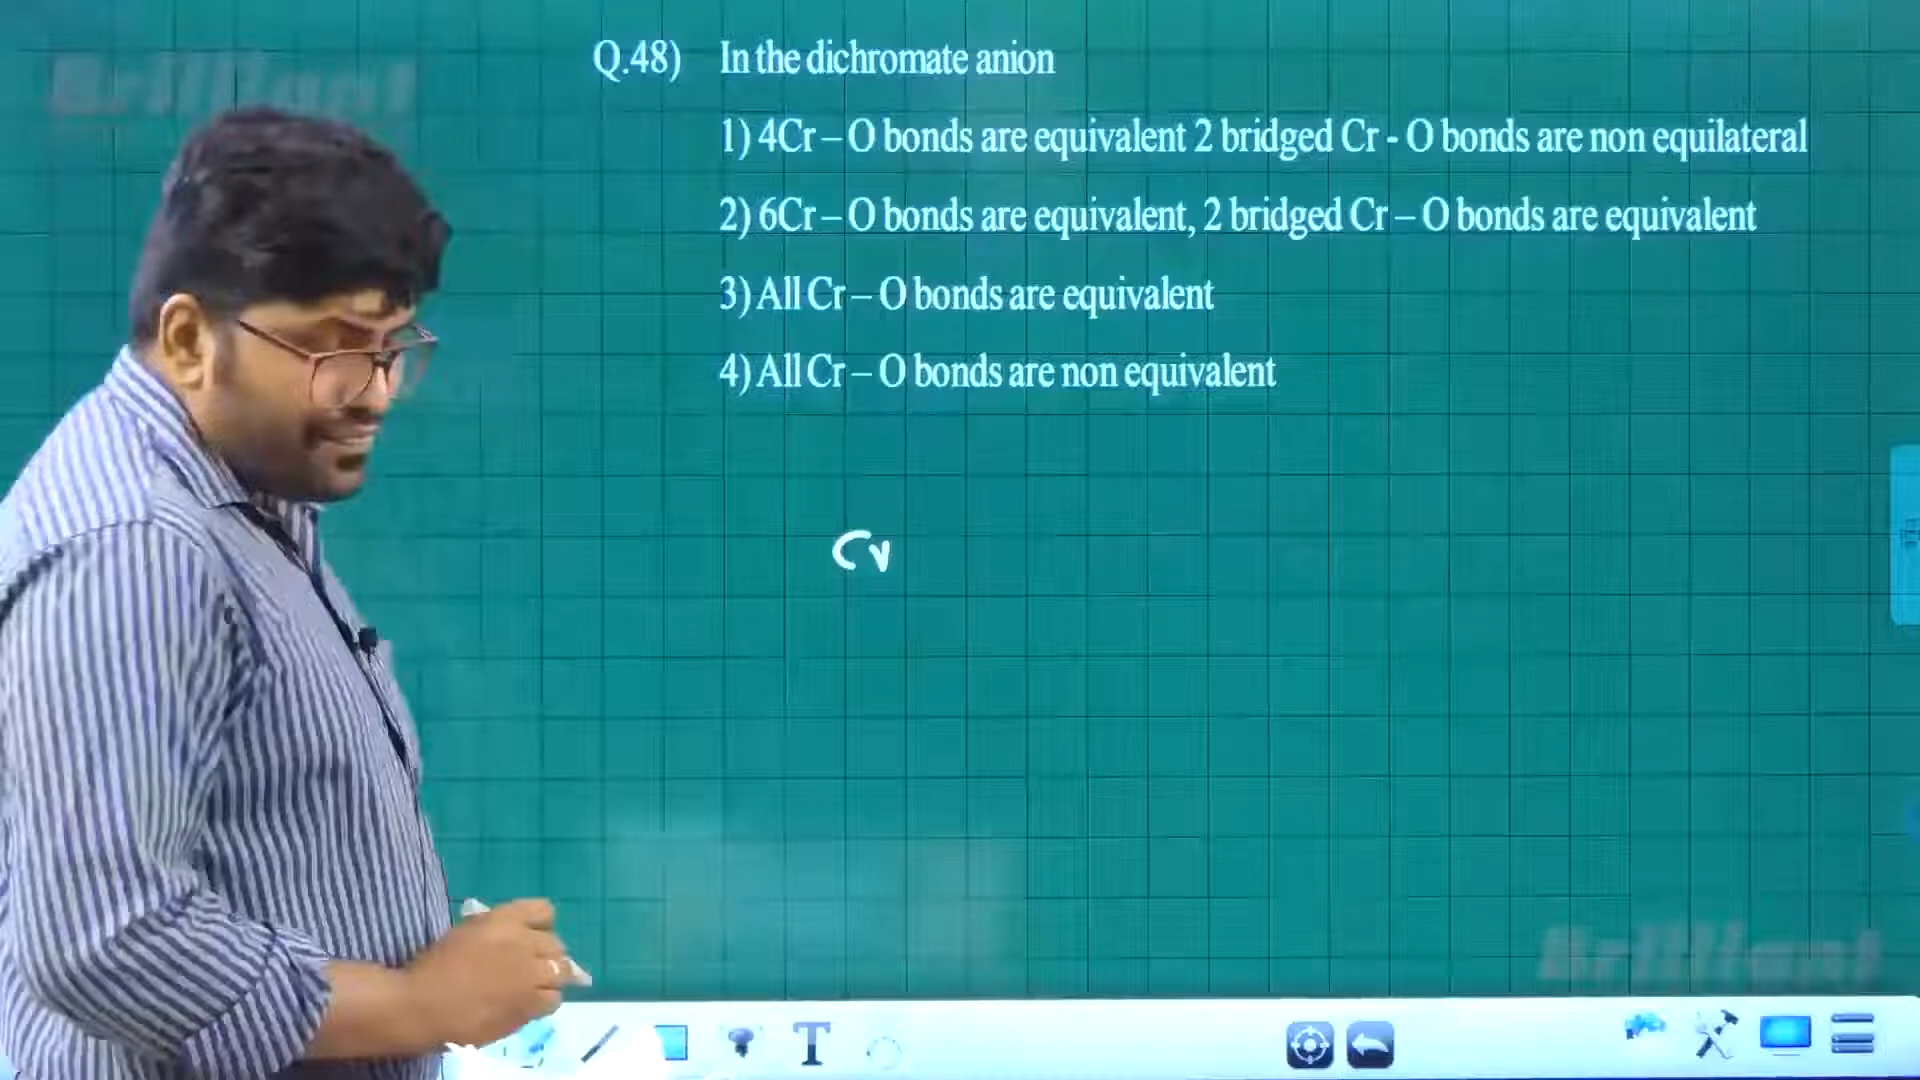 Brilliant
Q.48) In the dichromate anion
1) 4Cr – O bonds are equivalent 2 bridged Cr - O bonds are non equilateral
2) 6Cr – O bonds are equivalent, 2 bridged Cr – O bonds are equivalent
3) All Cr – O bonds are equivalent
4) All Cr – O bonds are non equivalent
Cr
Brilliant
T